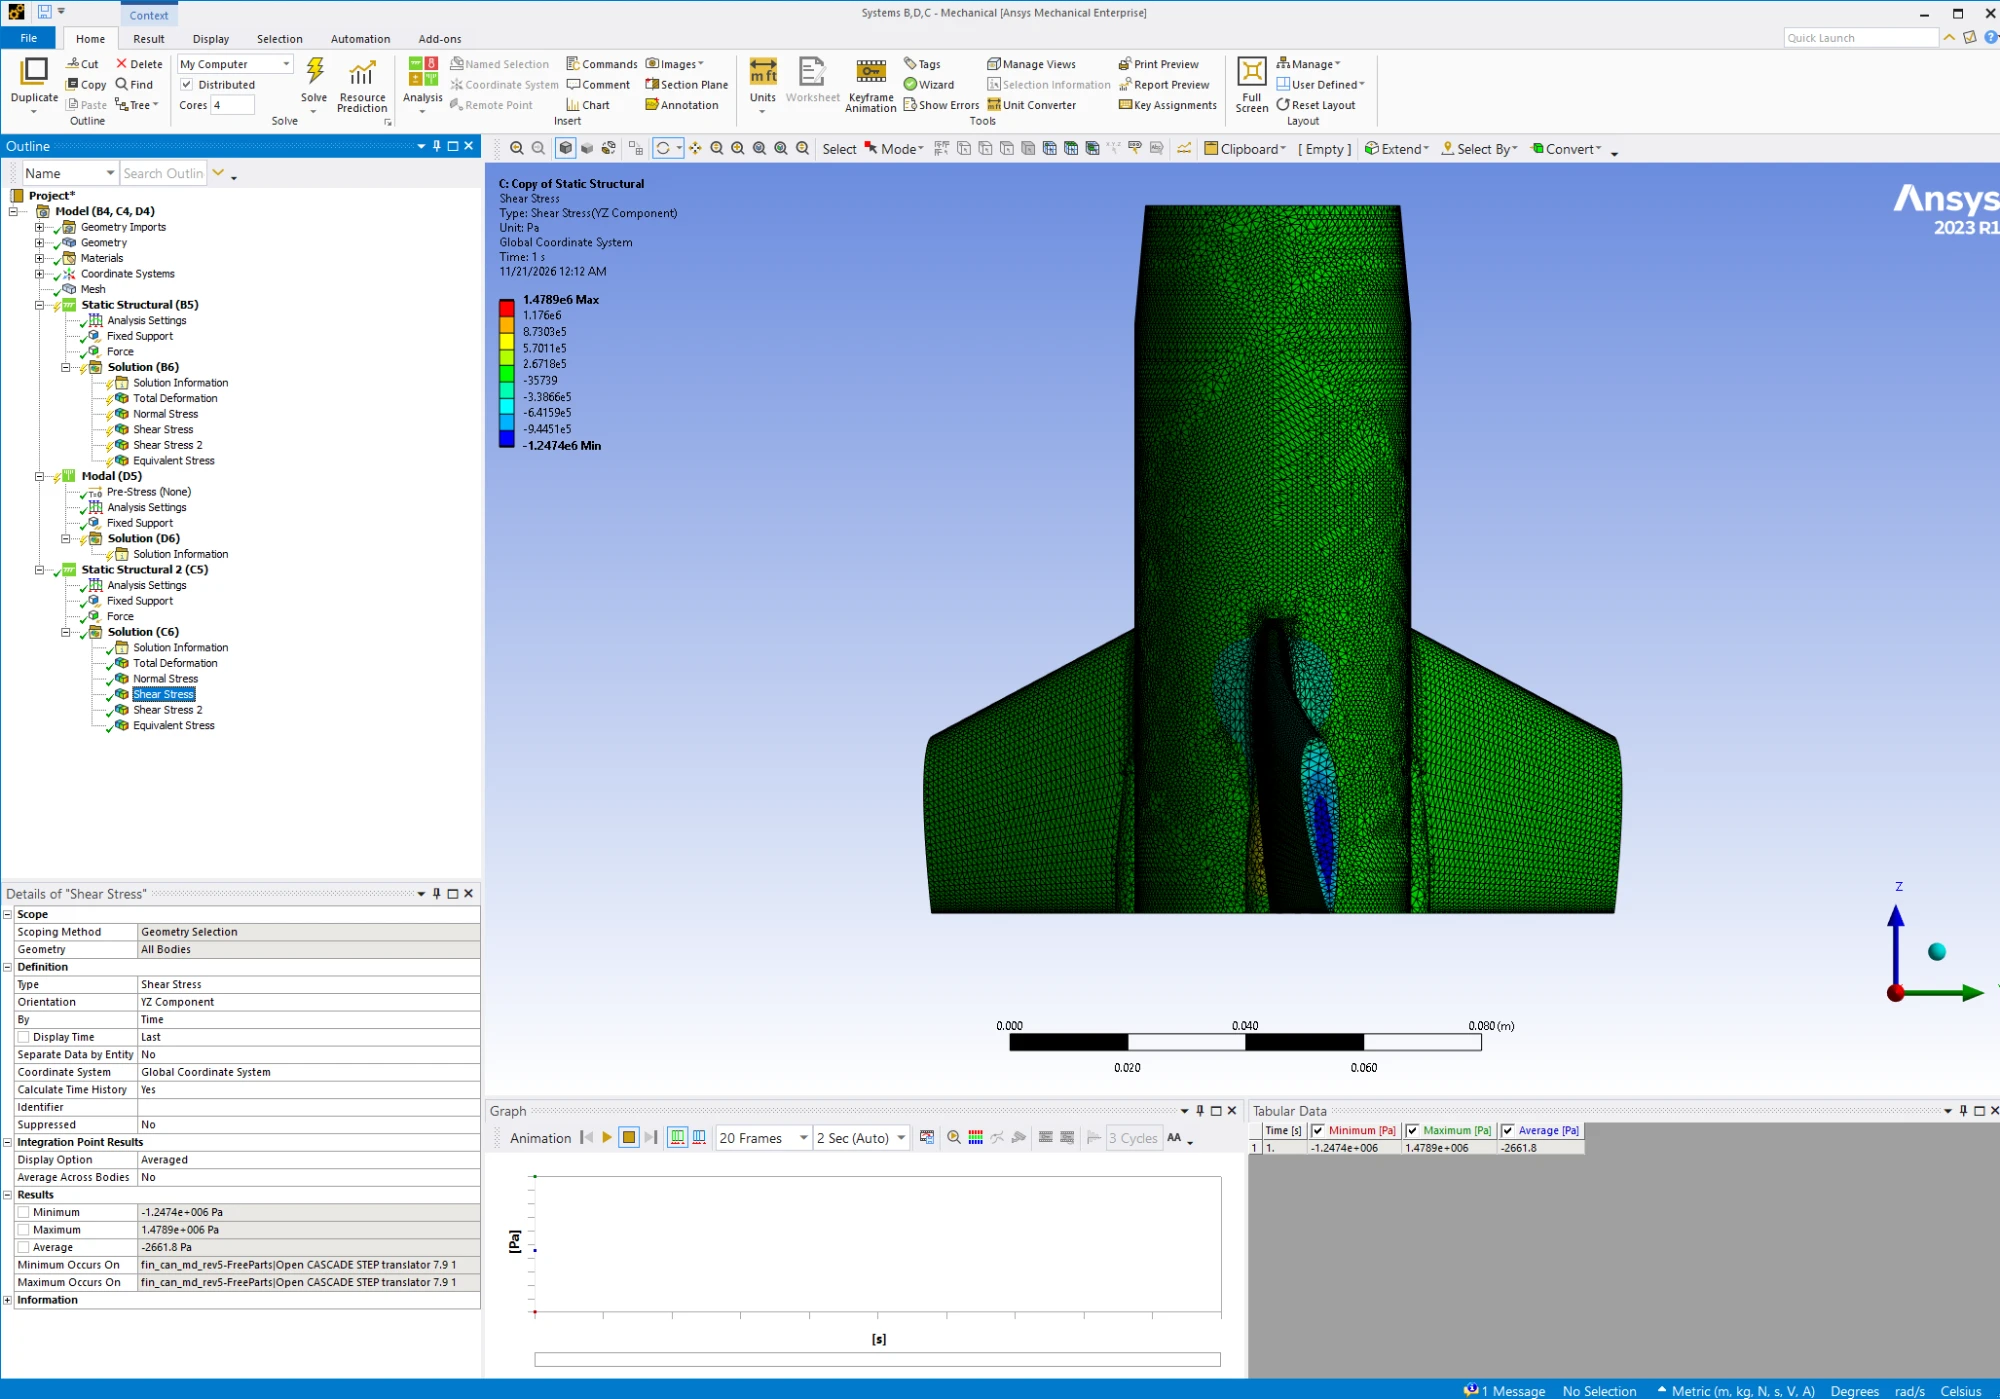 Context
Systems B,D,C - Mechanical [Ansys Mechanical Enterprise]
File Home Result Display Selection Automation Add-ons
Quick Launch
Duplicate
Cut
Copy
Paste
Delete
Find
Tree
Outline
My Computer
Distributed
Cores 4
Solve
Resource Prediction
Solve
Analysis
Named Selection
Coordinate System
Remote Point
Commands
Comment
Chart
Images
Section Plane
Annotation
Insert
Units
Worksheet
Keyframe Animation
Tags
Wizard
Show Errors
Manage Views
Selection Information
Unit Converter
Print Preview
Report Preview
Key Assignments
Tools
Full Screen
Manage
User Defined
Reset Layout
Layout
Outline
Name Search Outlin
Select Mode Clipboard [ Empty ] Extend Select By Convert
Project*
Model (B4, C4, D4)
Geometry Imports
Geometry
Materials
Coordinate Systems
Mesh
Static Structural (B5)
Analysis Settings
Fixed Support
Force
Solution (B6)
Solution Information
Total Deformation
Normal Stress
Shear Stress
Shear Stress 2
Equivalent Stress
Modal (D5)
Pre-Stress (None)
Analysis Settings
Fixed Support
Solution (D6)
Solution Information
Static Structural 2 (C5)
Analysis Settings
Fixed Support
Force
Solution (C6)
Solution Information
Total Deformation
Normal Stress
Shear Stress
Shear Stress 2
Equivalent Stress
C: Copy of Static Structural
Shear Stress
Type: Shear Stress(YZ Component)
Unit: Pa
Global Coordinate System
Time: 1 s
11/21/2026 12:12 AM
1.4789e6 Max
1.176e6
8.7303e5
5.7011e5
2.6718e5
-35739
-3.3866e5
-6.4159e5
-9.4451e5
-1.2474e6 Min
Ansys
2023 R1
Z
0.000 0.040 0.080 (m)
0.020 0.060
Details of "Shear Stress"
Scope
Scoping Method Geometry Selection
Geometry All Bodies
Definition
Type Shear Stress
Orientation YZ Component
By Time
Display Time Last
Separate Data by Entity No
Coordinate System Global Coordinate System
Calculate Time History Yes
Identifier
Suppressed No
Integration Point Results
Display Option Averaged
Average Across Bodies No
Results
Minimum -1.2474e+006 Pa
Maximum 1.4789e+006 Pa
Average -2661.8 Pa
Minimum Occurs On fin_can_md_rev5-FreeParts|Open CASCADE STEP translator 7.9 1
Maximum Occurs On fin_can_md_rev5-FreeParts|Open CASCADE STEP translator 7.9 1
Information
Graph
Animation 20 Frames 2 Sec (Auto) 3 Cycles AA
[Pa]
[s]
Tabular Data
Time [s] Minimum [Pa] Maximum [Pa] Average [Pa]
1 1. -1.2474e+006 1.4789e+006 -2661.8
1 Message No Selection Metric (m, kg, N, s, V, A) Degrees rad/s Celsius